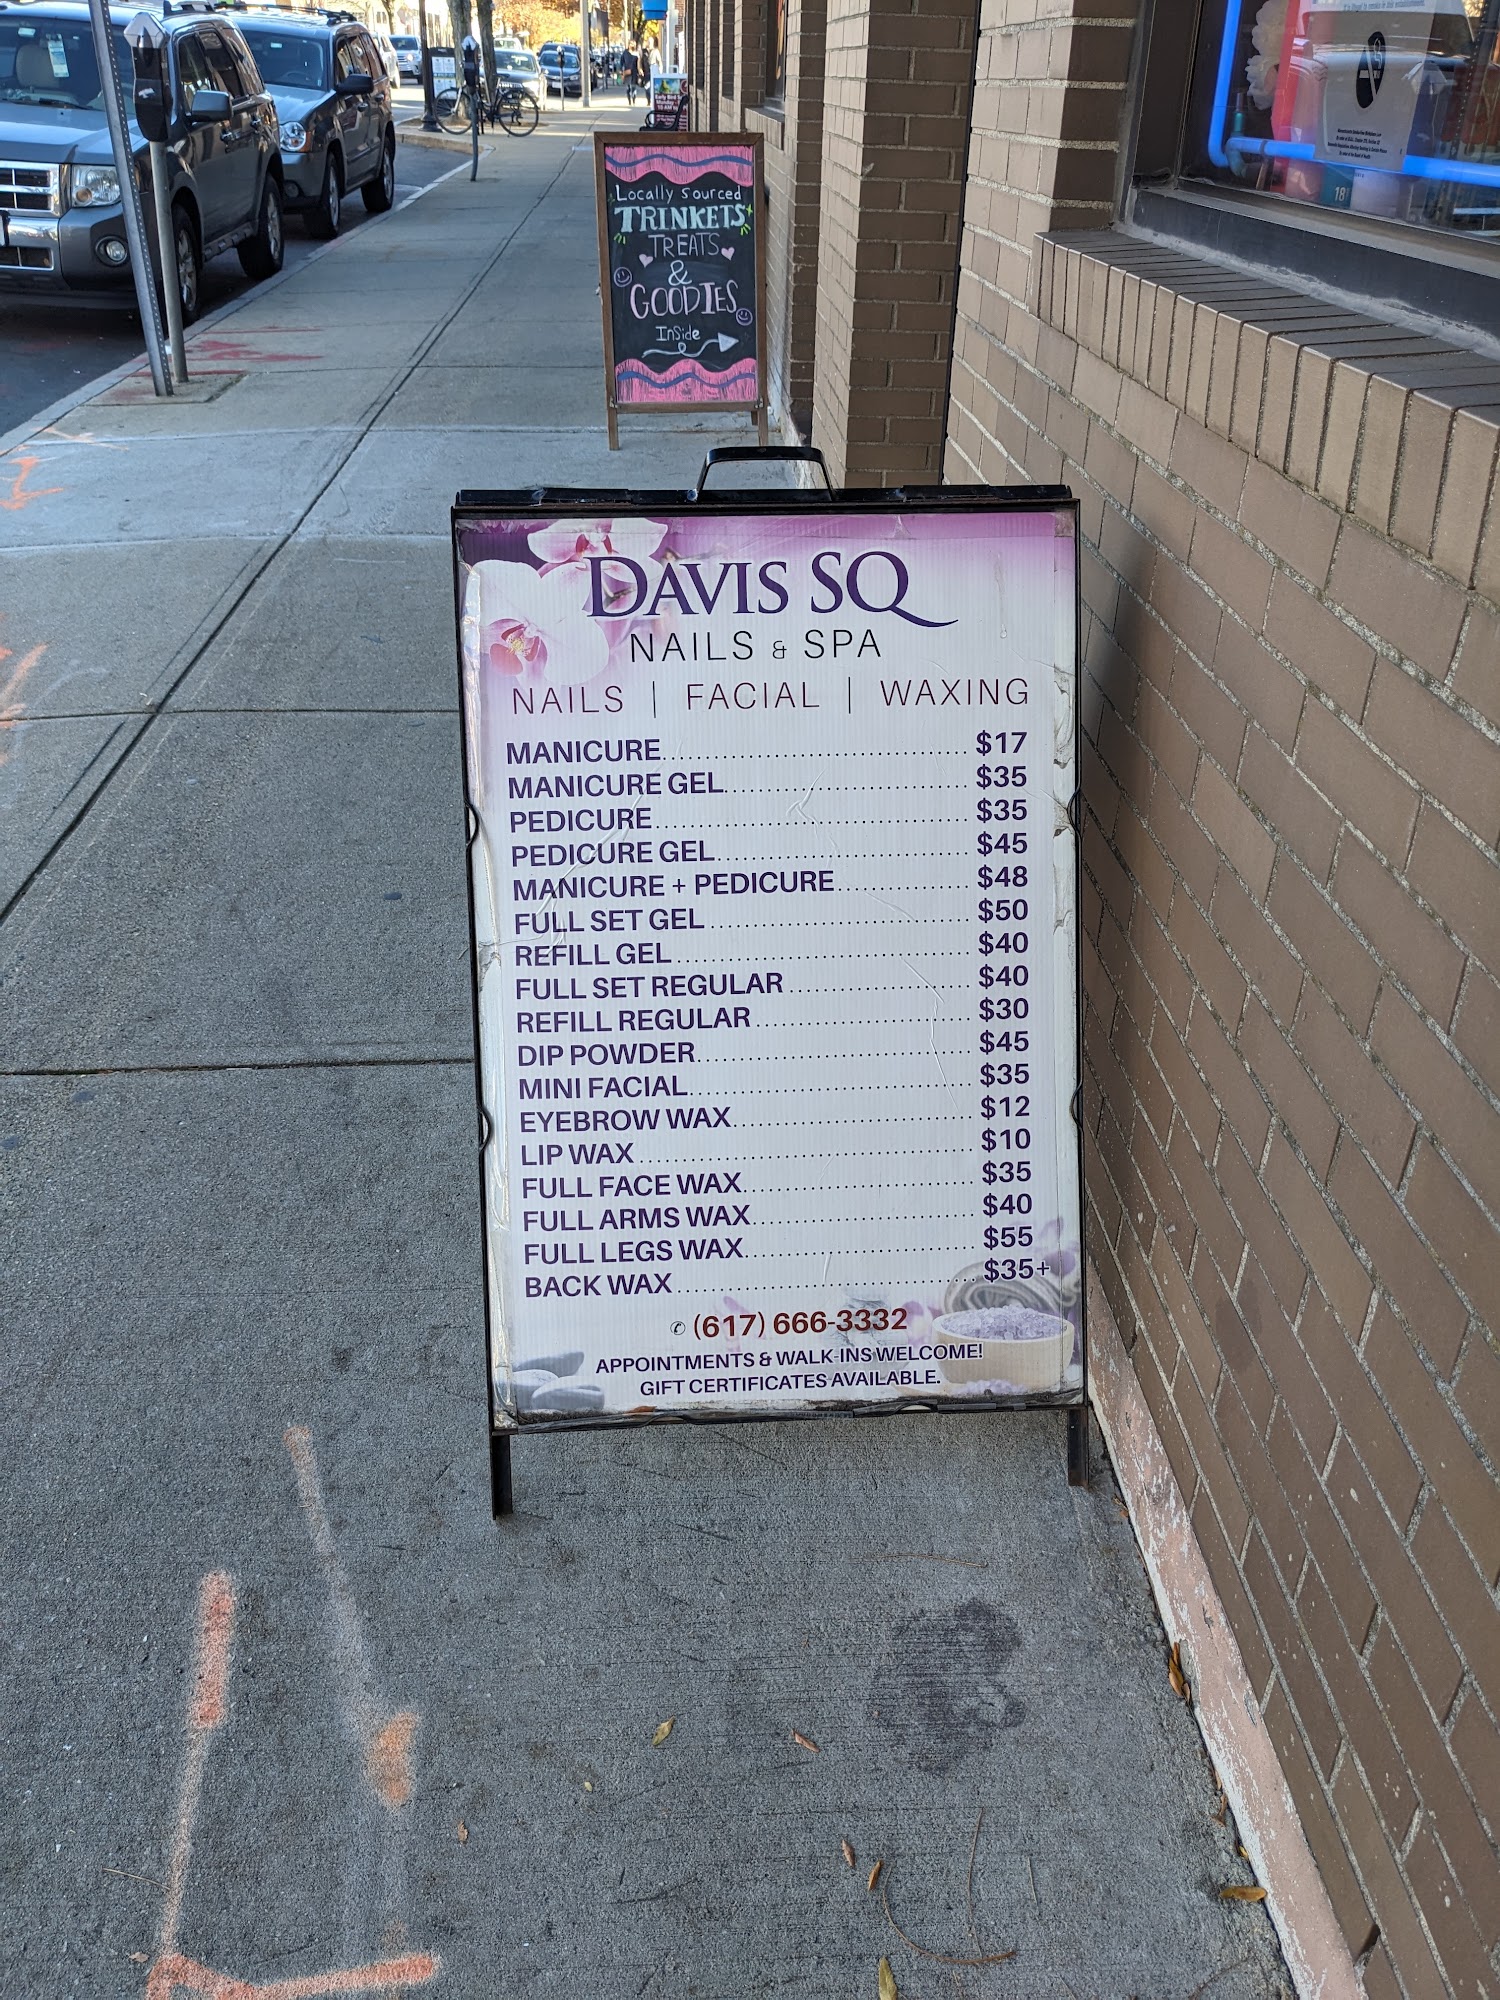 Locally Sourced
TRINKETS
TREATS
&
GOODIES
Inside
DAVIS SQ
NAILS & SPA
NAILS | FACIAL | WAXING
MANICURE $17
MANICURE GEL $35
PEDICURE $35
PEDICURE GEL $45
MANICURE + PEDICURE $48
FULL SET GEL $50
REFILL GEL $40
FULL SET REGULAR $40
REFILL REGULAR $30
DIP POWDER $45
MINI FACIAL $35
EYEBROW WAX $12
LIP WAX $10
FULL FACE WAX $35
FULL ARMS WAX $40
FULL LEGS WAX $55
BACK WAX $35+
(617) 666-3332
APPOINTMENTS & WALK-INS WELCOME!
GIFT CERTIFICATES AVAILABLE.